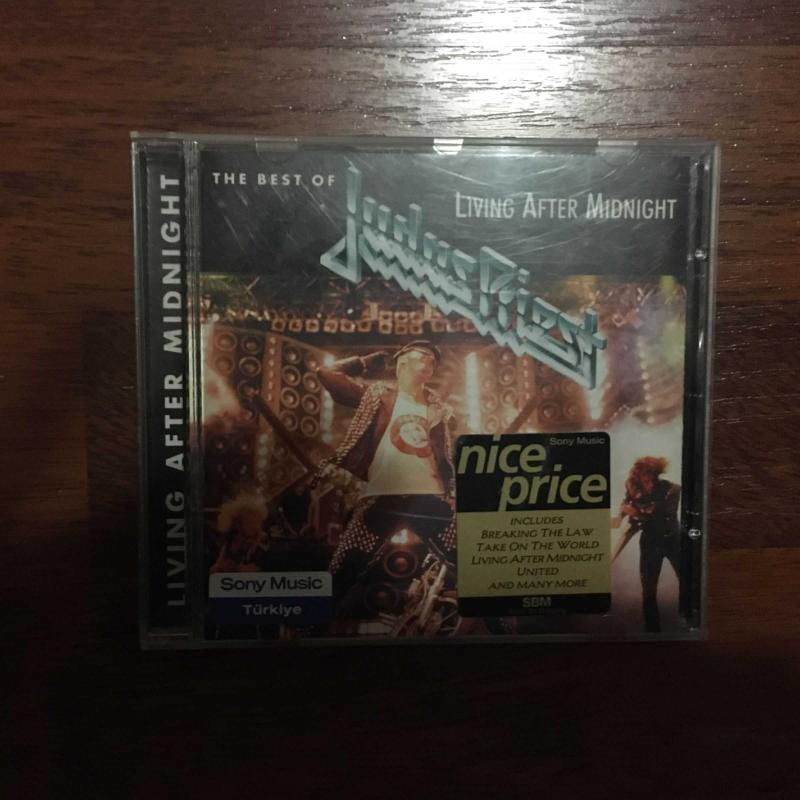 LIVING AFTER MIDNIGHT
THE BEST OF
Judas Priest
LIVING AFTER MIDNIGHT
Sony Music
nice
price
INCLUDES
BREAKING THE LAW
TAKE ON THE WORLD
LIVING AFTER MIDNIGHT
UNITED
AND MANY MORE
SBM
Sony Music
Türkiye